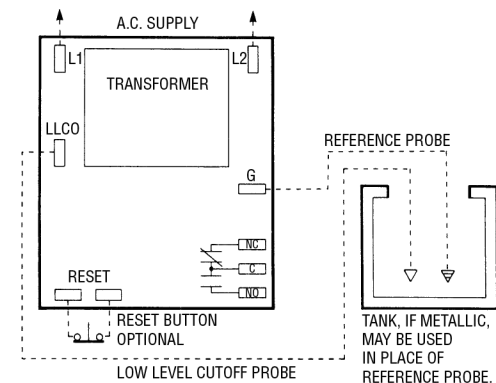 A.C. SUPPLY
L1
L2
TRANSFORMER
LLCO
REFERENCE PROBE
G
NC
C
NO
RESET
RESET BUTTON
OPTIONAL
TANK, IF METALLIC,
MAY BE USED
IN PLACE OF
REFERENCE PROBE.
LOW LEVEL CUTOFF PROBE